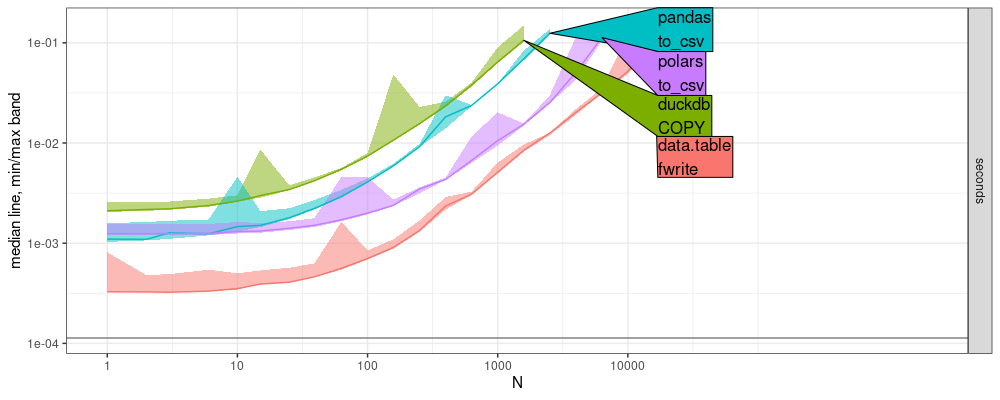 median line, min/max band
1e-01
1e-02
1e-03
1e-04
pandas
to_csv
polars
to_csv
duckdb
COPY
data.table
fwrite
seconds
1
10
100
1000
10000
N